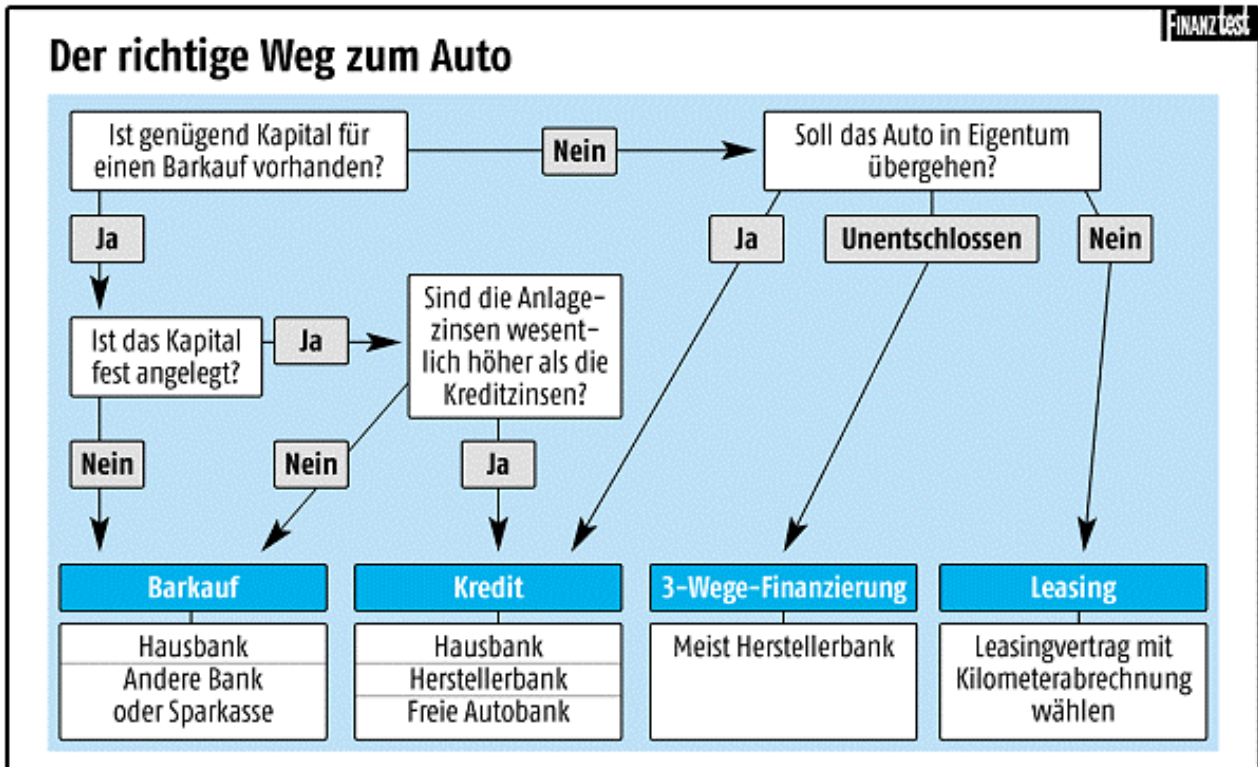 FINANZtest
Der richtige Weg zum Auto
Ist genügend Kapital für
einen Barkauf vorhanden?
Nein
Soll das Auto in Eigentum
übergehen?
Ja
Ja
Unentschlossen
Nein
Ist das Kapital
fest angelegt?
Ja
Sind die Anlage-
zinsen wesent-
lich höher als die
Kreditzinsen?
Nein
Nein
Ja
Barkauf
Hausbank
Andere Bank
oder Sparkasse
Kredit
Hausbank
Herstellerbank
Freie Autobank
3-Wege-Finanzierung
Meist Herstellerbank
Leasing
Leasingvertrag mit
Kilometerabrechnung
wählen